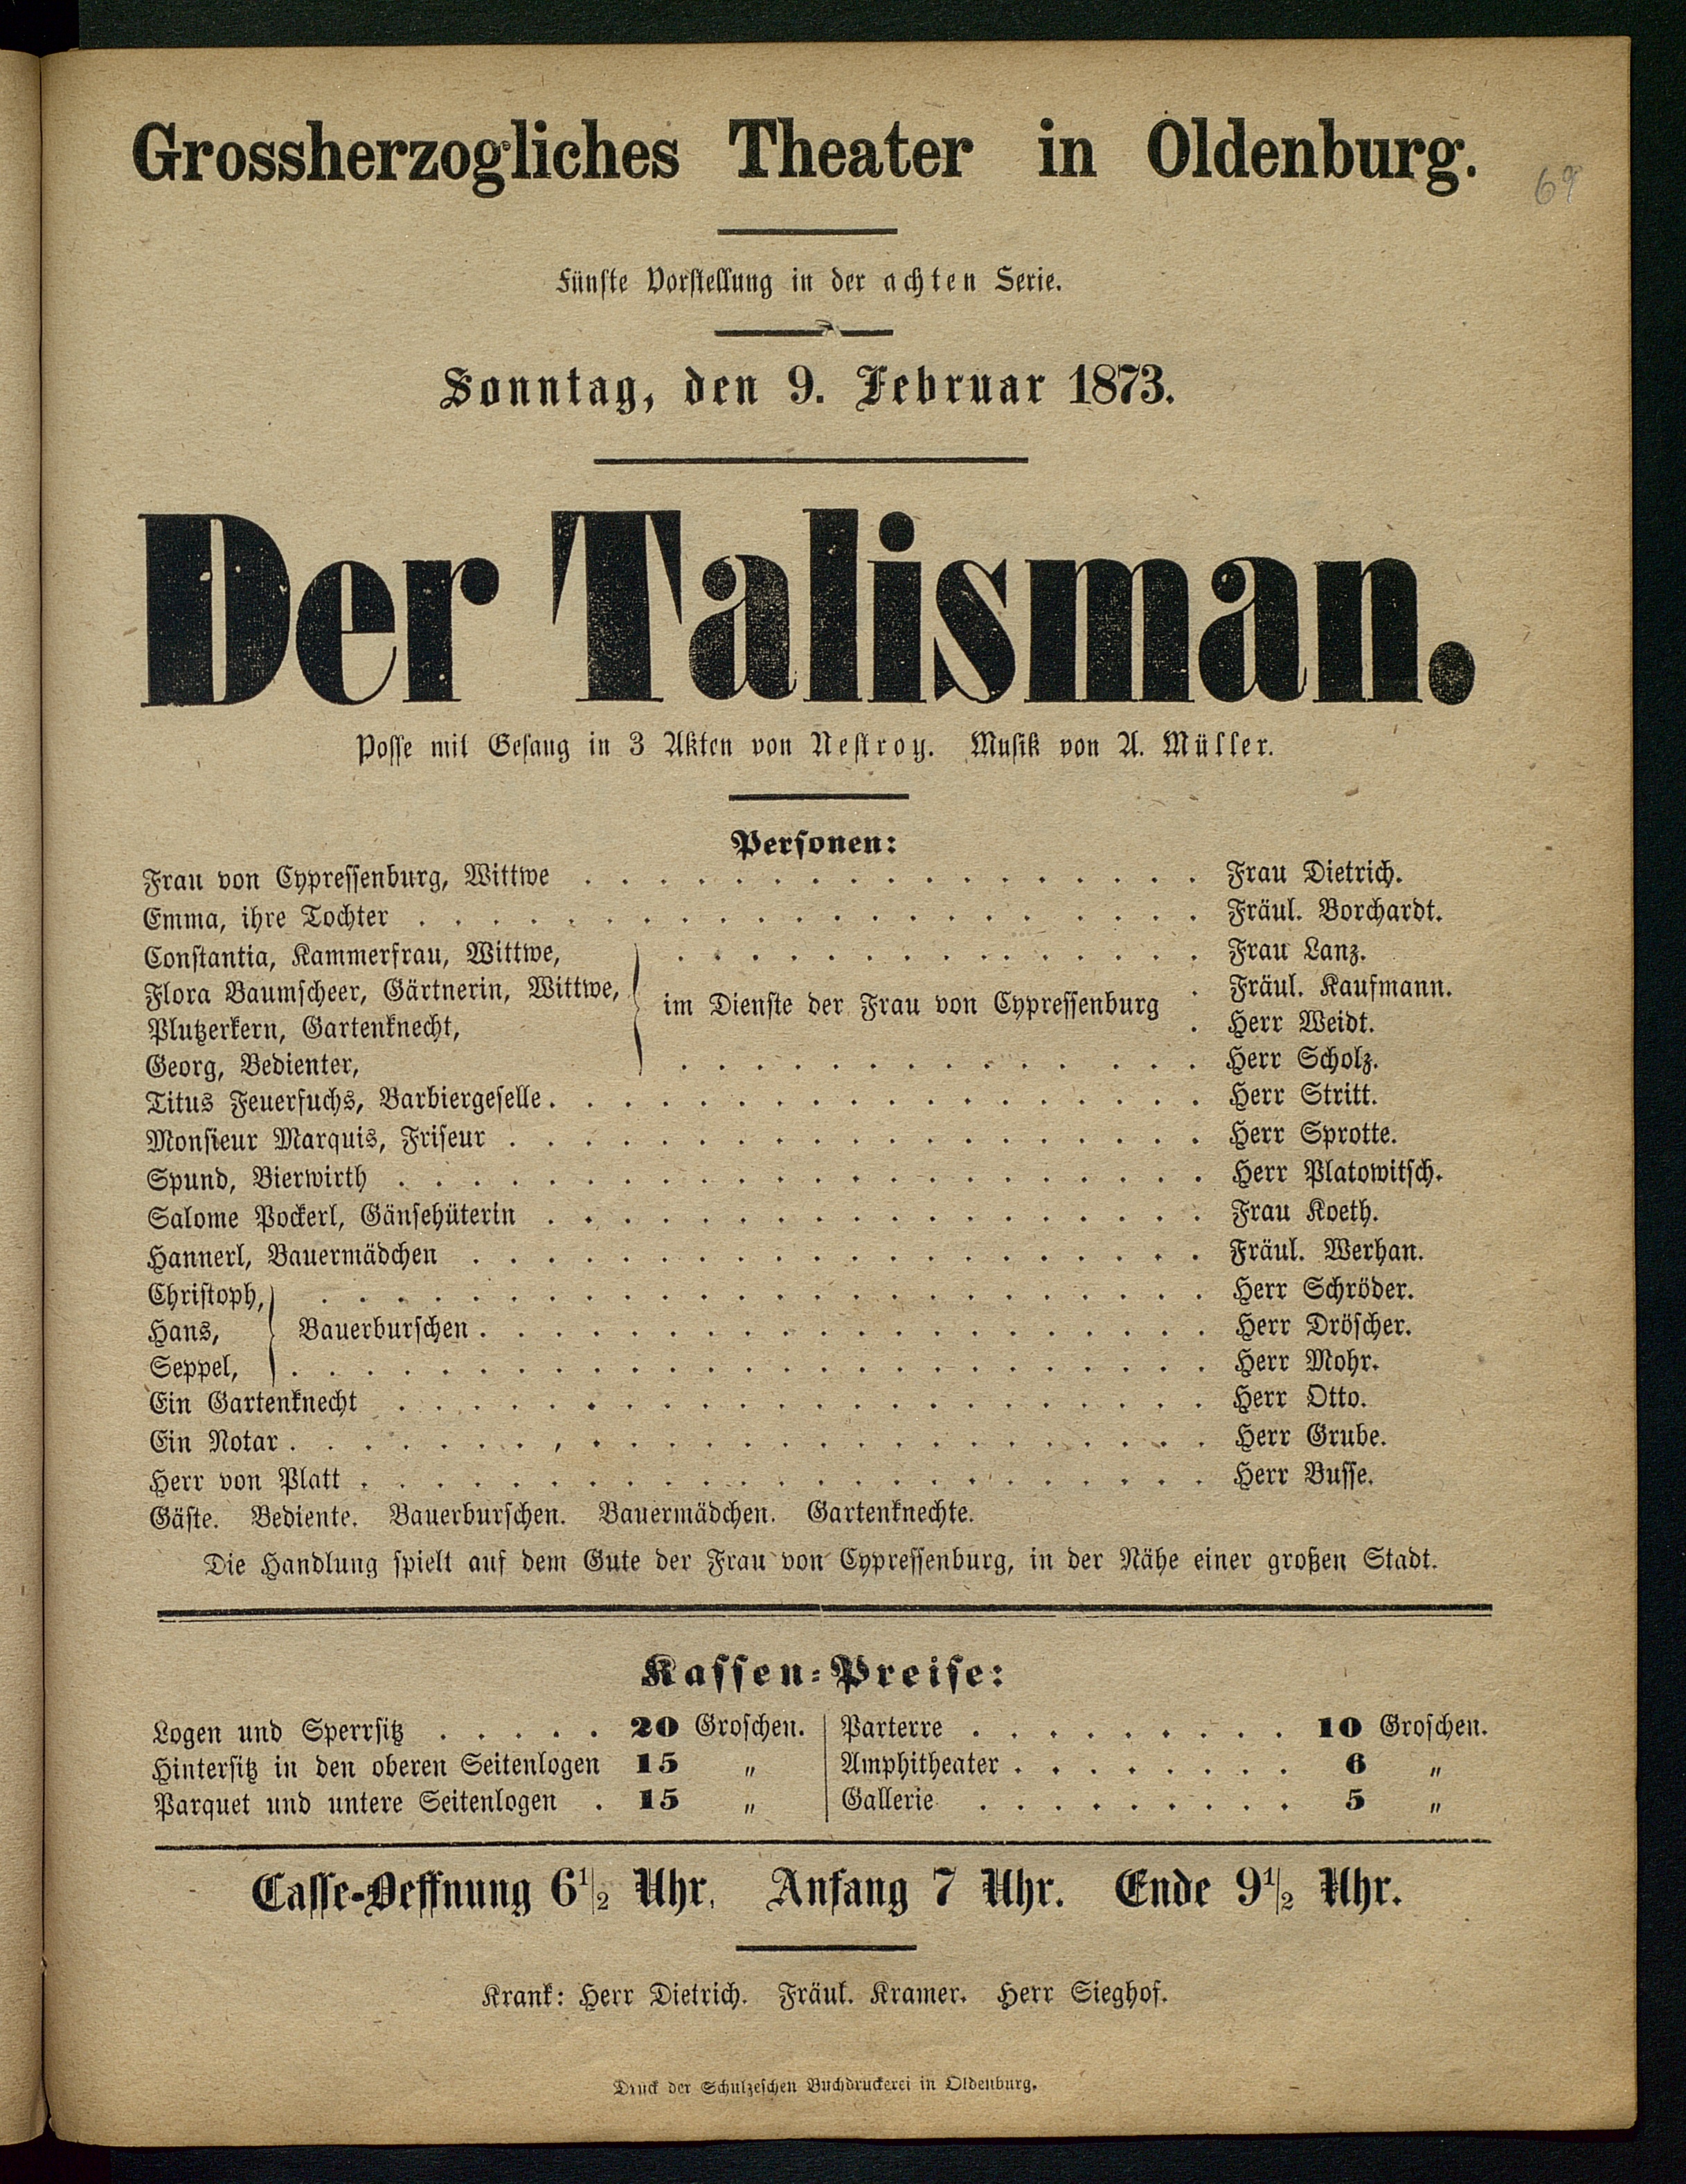 Grossherzogliches Theater in Oldenburg.
69
Fünfte Vorstellung in der achten Serie.
Sonntag, den 9. Februar 1873.
Der Talisman.
Posse mit Gesang in 3 Akten von Nestroy. Musik von A. Müller.
Personen:
Frau von Cypressenburg, Wittwe . . . . . . . . . . . . . . . . . Frau Dietrich.
Emma, ihre Tochter . . . . . . . . . . . . . . . . . . . . . Fräul. Borchardt.
Constantia, Kammerfrau, Wittwe, . . . . . . . . . . . . . . Frau Lanz.
Flora Baumscheer, Gärtnerin, Wittwe, im Dienste der Frau von Cypressenburg . Fräul. Kaufmann.
Plutzerkern, Gartenknecht, . Herr Weidt.
Georg, Bedienter, . . . . . . . . . . . . . Herr Scholz.
Titus Feuerfuchs, Barbiergeselle . . . . . . . . . . . . . . . . . . Herr Stritt.
Monsieur Marquis, Friseur . . . . . . . . . . . . . . . . . . . Herr Sprotte.
Spund, Bierwirth . . . . . . . . . . . . . . . . . . . . . . Herr Platowitsch.
Salome Pockerl, Gänsehüterin . . . . . . . . . . . . . . . . . . Frau Koeth.
Hannerl, Bauermädchen . . . . . . . . . . . . . . . . . . . . Fräul. Werhan.
Christoph, . . . . . . . . . . . . . . . . . . . . . . . . Herr Schröder.
Hans, Bauerburschen . . . . . . . . . . . . . . . . . . . . Herr Dröscher.
Seppel, . . . . . . . . . . . . . . . . . . . . . . . . Herr Mohr.
Ein Gartenknecht . . . . . . . . . . . . . . . . . . . . . . Herr Otto.
Ein Notar . . . . . . . . . . . . . . . . . . . . . . . . . Herr Grube.
Herr von Platt . . . . . . . . . . . . . . . . . . . . . . . Herr Busse.
Gäste. Bediente. Bauerburschen. Bauermädchen. Gartenknechte.
Die Handlung spielt auf dem Gute der Frau von Cypressenburg, in der Nähe einer großen Stadt.
Kassen-Preise:
Logen und Sperrsitz . . . . . 20 Groschen.
Hintersitz in den oberen Seitenlogen 15 „
Parquet und untere Seitenlogen . 15 „
Parterre . . . . . . . . . 10 Groschen.
Amphitheater . . . . . . . . 6 „
Gallerie . . . . . . . . . 5 „
Casse-Oeffnung 6 1/2 Uhr. Anfang 7 Uhr. Ende 9 1/2 Uhr.
Krank: Herr Dietrich. Fräul. Kramer. Herr Sieghof.
Druck der Schulzeschen Buchdruckerei in Oldenburg.